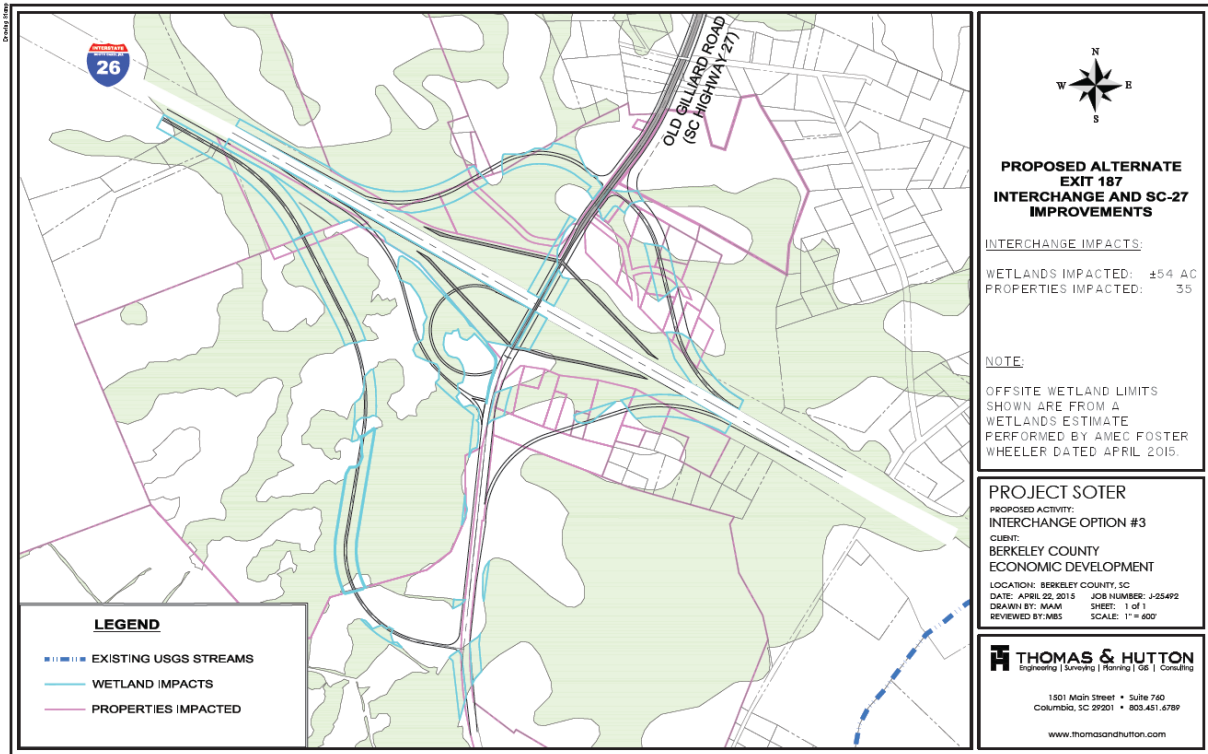 Drawing Name
INTERSTATE
26
OLD GILLIARD ROAD
(SC HIGHWAY 27)
LEGEND
EXISTING USGS STREAMS
WETLAND IMPACTS
PROPERTIES IMPACTED
N
W E
S
PROPOSED ALTERNATE
EXIT 187
INTERCHANGE AND SC-27
IMPROVEMENTS
INTERCHANGE IMPACTS:
WETLANDS IMPACTED: ±54 AC
PROPERTIES IMPACTED: 35
NOTE:
OFFSITE WETLAND LIMITS
SHOWN ARE FROM A
WETLANDS ESTIMATE
PERFORMED BY AMEC FOSTER
WHEELER DATED APRIL 2015.
PROJECT SOTER
PROPOSED ACTIVITY:
INTERCHANGE OPTION #3
CLIENT:
BERKELEY COUNTY
ECONOMIC DEVELOPMENT
LOCATION: BERKELEY COUNTY, SC
DATE: APRIL 22, 2015 JOB NUMBER: J-25492
DRAWN BY: MAM SHEET: 1 of 1
REVIEWED BY:MBS SCALE: 1" = 600'
THOMAS & HUTTON
Engineering | Surveying | Planning | GIS | Consulting
1501 Main Street • Suite 760
Columbia, SC 29201 • 803.451.6789
www.thomasandhutton.com